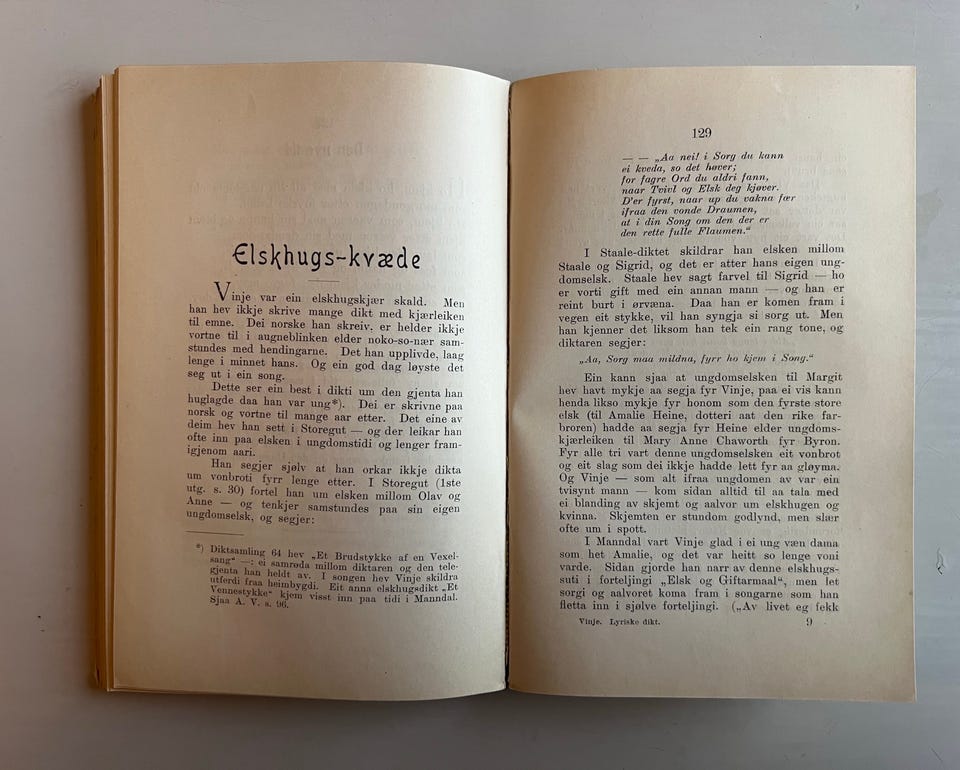 Elskhugs-kvæde
Vinje var ein elskhugskjær skald. Men
han hev ikkje skrive mange dikt med kjærleiken
til emne. Dei norske han skreiv, er helder ikkje
vortne til i augneblinken elder noko-so-nær sam-
stundes med hendingarne. Det han upplivde, laag
lenge i minnet hans. Og ein god dag løyste det
seg ut i ein song.
Dette ser ein best i dikti um den gjenta han
huglagde daa han var ung*). Dei er skrivne paa
norsk og vortne til mange aar etter. Det eine av
deim hev han sett i Storegut — og der leikar han
ofte inn paa elsken i ungdomstidi og lenger fram-
igjenom aari.
Han segjer sjølv at han orkar ikkje dikta
um vonbroti fyrr lenge etter. I Storegut (1ste
utg. s. 30) fortel han um elsken millom Olav og
Anne — og tenkjer samstundes paa sin eigen
ungdomselsk, og segjer:
*) Diktsamling 64 hev „Et Brudstykke af en Vexel-
sang“ —: ei samrøda millom diktaren og den tele-
gjenta han heldt av. I songen hev Vinje skildra
utferdi fraa heimbygdi. Eit anna elskhugsdikt „Et
Vennestykke“ kjem visst inn paa tidi i Manndal.
Sjaa A. V. s. 96.
129
— — „Aa nei! i Sorg du kann
ei kveda, so det høver;
for fagre Ord du aldri fann,
naar Tvivl og Elsk deg kjøver.
D'er fyrst, naar up du vakna fær
ifraa den vonde Draumen,
at i din Song om den der er
den rette fulle Flaumen.“
I Staale-diktet skildrar han elsken millom
Staale og Sigrid, og det er atter hans eigen ung-
domselsk. Staale hev sagt farvel til Sigrid — ho
er vorti gift med ein annan mann — og han er
reint burt i ørvæna. Daa han er komen fram i
vegen eit stykke, vil han syngja si sorg ut. Men
han kjenner det liksom han tek ein rang tone, og
diktaren segjer:
„Aa, Sorg maa mildna, fyrr ho kjem i Song.“
Ein kann sjaa at ungdomselsken til Margit
hev havt mykje aa segja fyr Vinje, paa ei vis kann
henda likso mykje fyr honom som den fyrste store
elsk (til Amalie Heine, dotteri aat den rike far-
broren) hadde aa segja fyr Heine elder ungdoms-
kjærleiken til Mary Anne Chaworth fyr Byron.
Fyr alle tri vart denne ungdomselsken eit vonbrot
og eit slag som dei ikkje hadde lett fyr aa gløyma.
Og Vinje — som alt ifraa ungdomen av var ein
tvisynt mann — kom sidan alltid til aa tala med
ei blanding av skjemt og aalvor um elskhugen og
kvinna. Skjemten er stundom godlynd, men slær
ofte um i spott.
I Manndal vart Vinje glad i ei ung væn dama
som het Amalie, og det var heitt so lenge voni
varde. Sidan gjorde han narr av denne elskhugs-
suti i forteljingi „Elsk og Giftarmaal“, men let
sorgi og aalvoret koma fram i songarne som han
fletta inn i sjølve forteljingi. („Av livet eg fekk
Vinje. Lyriske dikt. 9